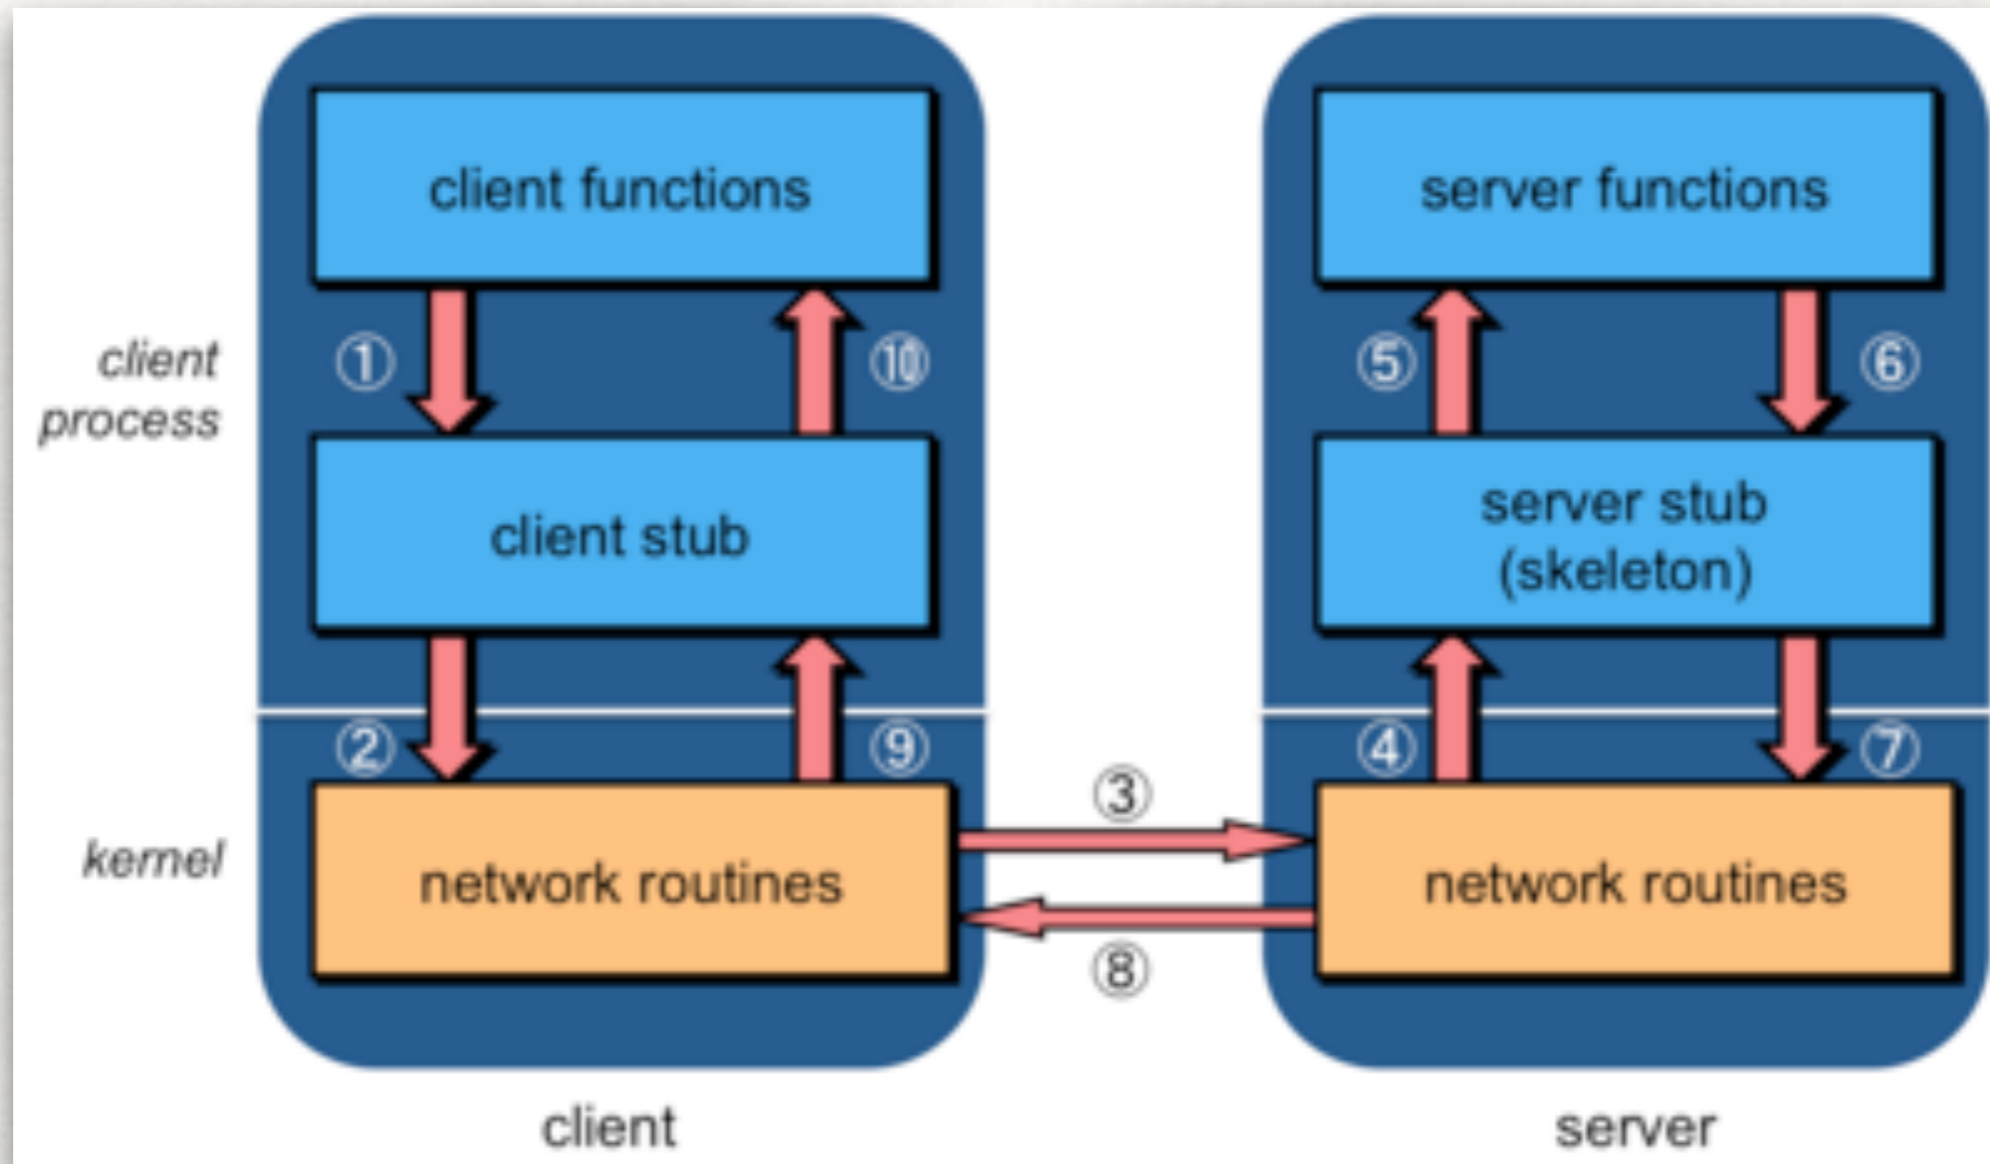 client functions
server functions
client
process
①
⑩
⑤
⑥
client stub
server stub
(skeleton)
②
⑨
④
⑦
③
kernel
network routines
network routines
⑧
client
server